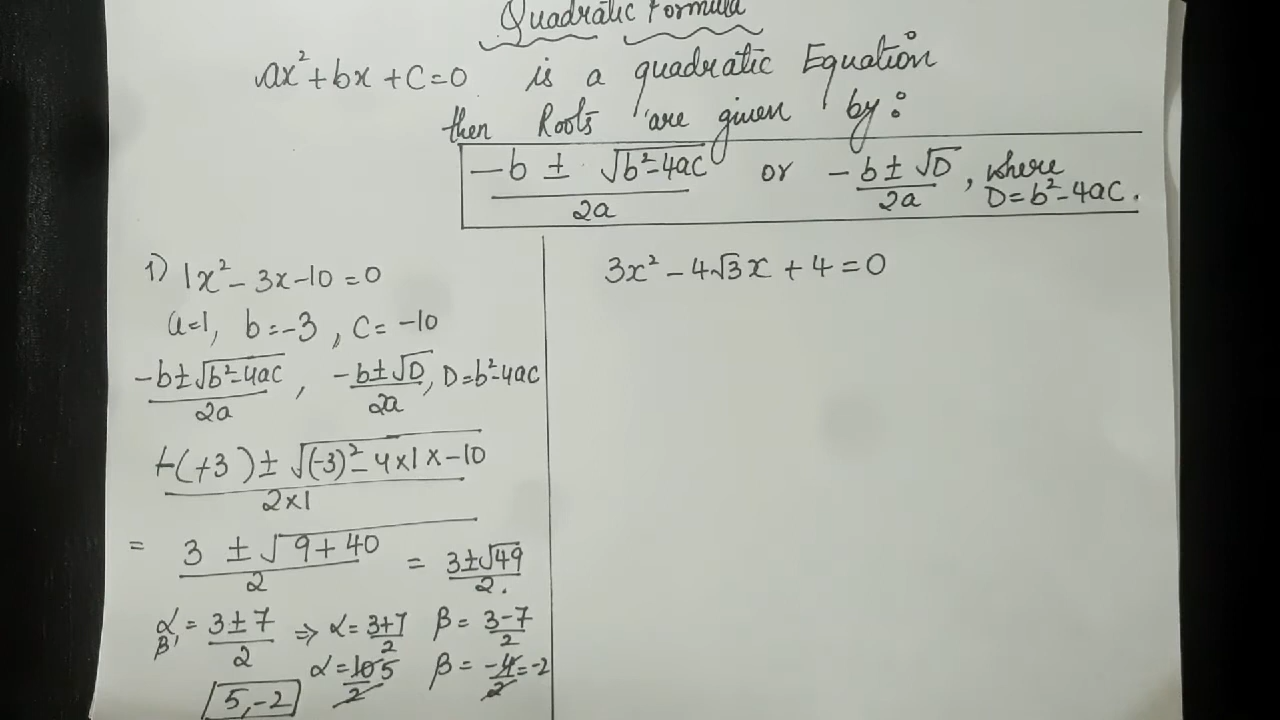 Quadratic Formula
ax²+bx+c=0 is a quadratic Equation
then Roots are given by:
-b ± √b²-4ac / 2a or -b±√D / 2a, where D=b²-4ac.
1) 1x²-3x-10=0
a=1, b=-3, c=-10
-b±√b²-4ac / 2a, -b±√D / 2a, D=b²-4ac
+(+3)±√(-3)²-4×1×-10 / 2×1
= 3 ±√9+40 / 2 = 3±√49 / 2.
α, β = 3±7 / 2 ⇒ α = 3+7 / 2 β = 3-7 / 2
α = 10 / 2 5 β = -4 / 2 = -2
5,-2
3x²-4√3x+4=0